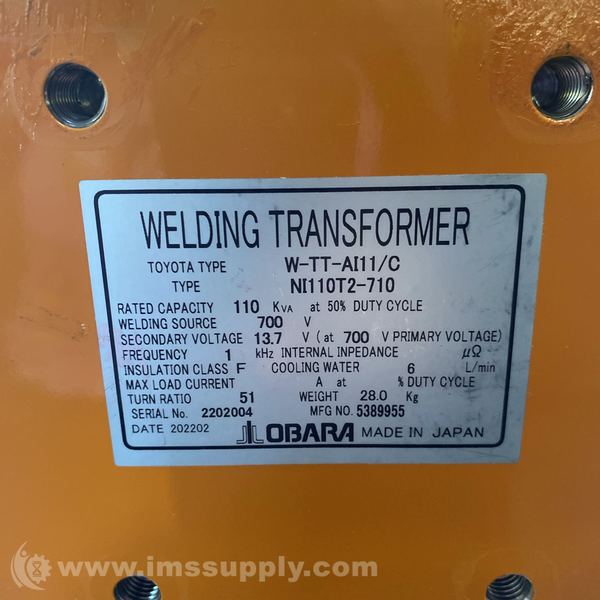 WELDING TRANSFORMER
TOYOTA TYPE W-TT-AI11/C
TYPE NI110T2-710
RATED CAPACITY 110 KVA at 50% DUTY CYCLE
WELDING SOURCE 700 V
SECONDARY VOLTAGE 13.7 V (at 700 V PRIMARY VOLTAGE)
FREQUENCY 1 kHz INTERNAL INPEDANCE μΩ
INSULATION CLASS F COOLING WATER 6 L/min
MAX LOAD CURRENT A at % DUTY CYCLE
TURN RATIO 51 WEIGHT 28.0 Kg
SERIAL No. 2202004 MFG NO. 5389955
DATE 202202 OBARA MADE IN JAPAN
www.imssupply.com